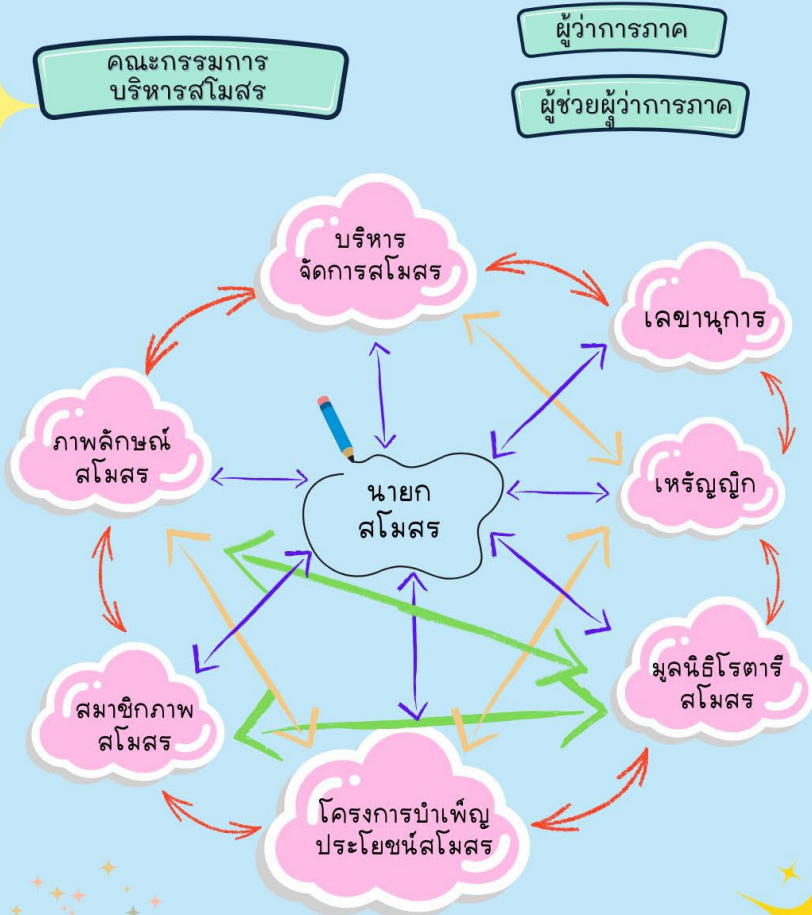 คณะกรรมการ
บริหารสโมสร
ผู้ว่าการภาค
ผู้ช่วยผุู้ว่าการภาค
บริหาร
จัดการสโมสร
เลขานุการ
ภาพลักษณ์
สโมสร
นายก
สโมสร
เหรัญญิก
สมาชิกภาพ
สโมสร
มูลนิธิโรตารี
สโมสร
โครงการบำเพ็ญ
ประโยชน์สโมสร